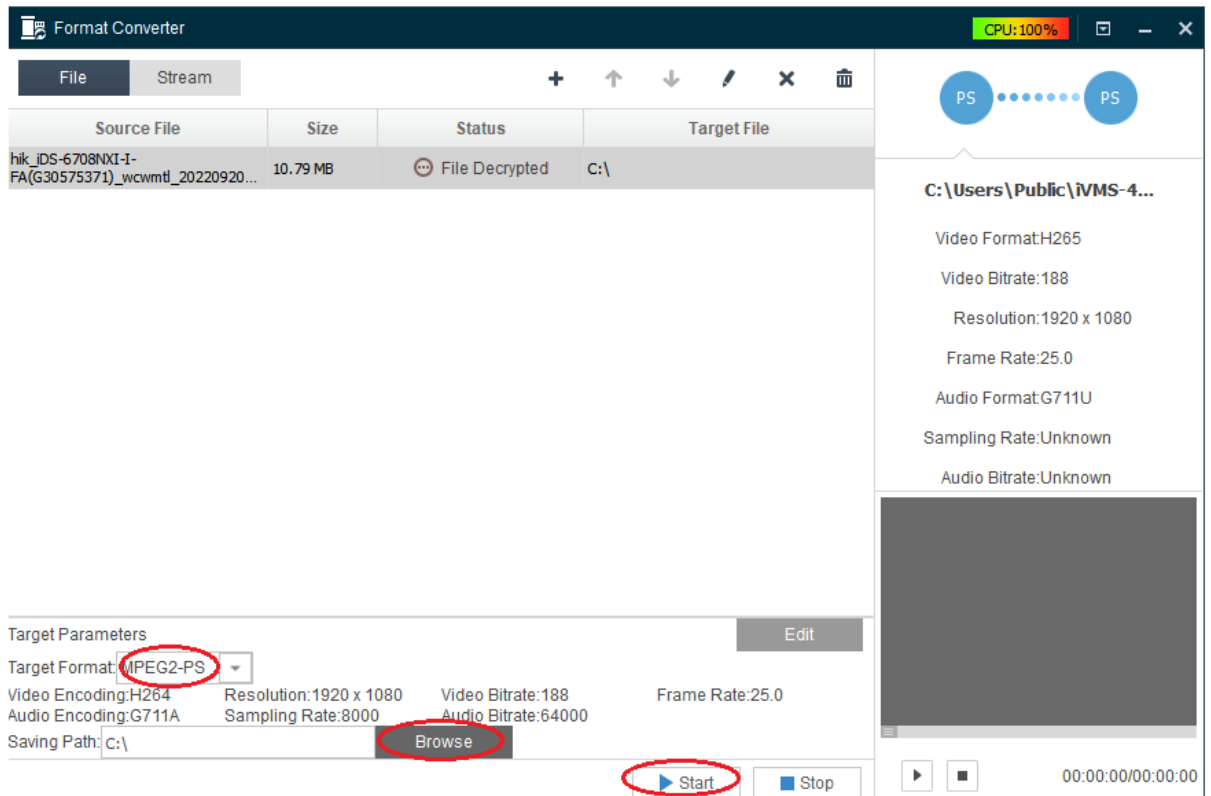 Format Converter
CPU:100%
File Stream
PS PS
Source File Size Status Target File
hik_iDS-6708NXI-I-
FA(G30575371)_wcwmtl_20220920... 10.79 MB File Decrypted C:\
C:\Users\Public\iVMS-4...
Video Format:H265
Video Bitrate:188
Resolution:1920 x 1080
Frame Rate:25.0
Audio Format:G711U
Sampling Rate:Unknown
Audio Bitrate:Unknown
Target Parameters Edit
Target Format: MPEG2-PS
Video Encoding:H264 Resolution:1920 x 1080 Video Bitrate:188 Frame Rate:25.0
Audio Encoding:G711A Sampling Rate:8000 Audio Bitrate:64000
Saving Path: C:\ Browse
Start Stop
00:00:00/00:00:00